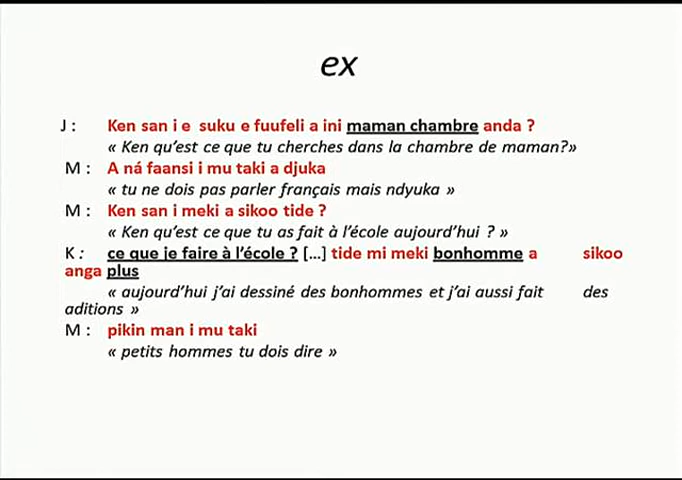 ex
J : Ken san i e suku e fuufeli a ini maman chambre anda ?
« Ken qu’est ce que tu cherches dans la chambre de maman?»
M : A ná faansi i mu taki a djuka
« tu ne dois pas parler français mais ndyuka »
M : Ken san i meki a sikoo tide ?
« Ken qu’est ce que tu as fait à l’école aujourd’hui ? »
K : ce que je faire à l’école ? [...] tide mi meki bonhomme a sikoo
anga plus
« aujourd’hui j’ai dessiné des bonhommes et j’ai aussi fait des
aditions »
M : pikin man i mu taki
« petits hommes tu dois dire »